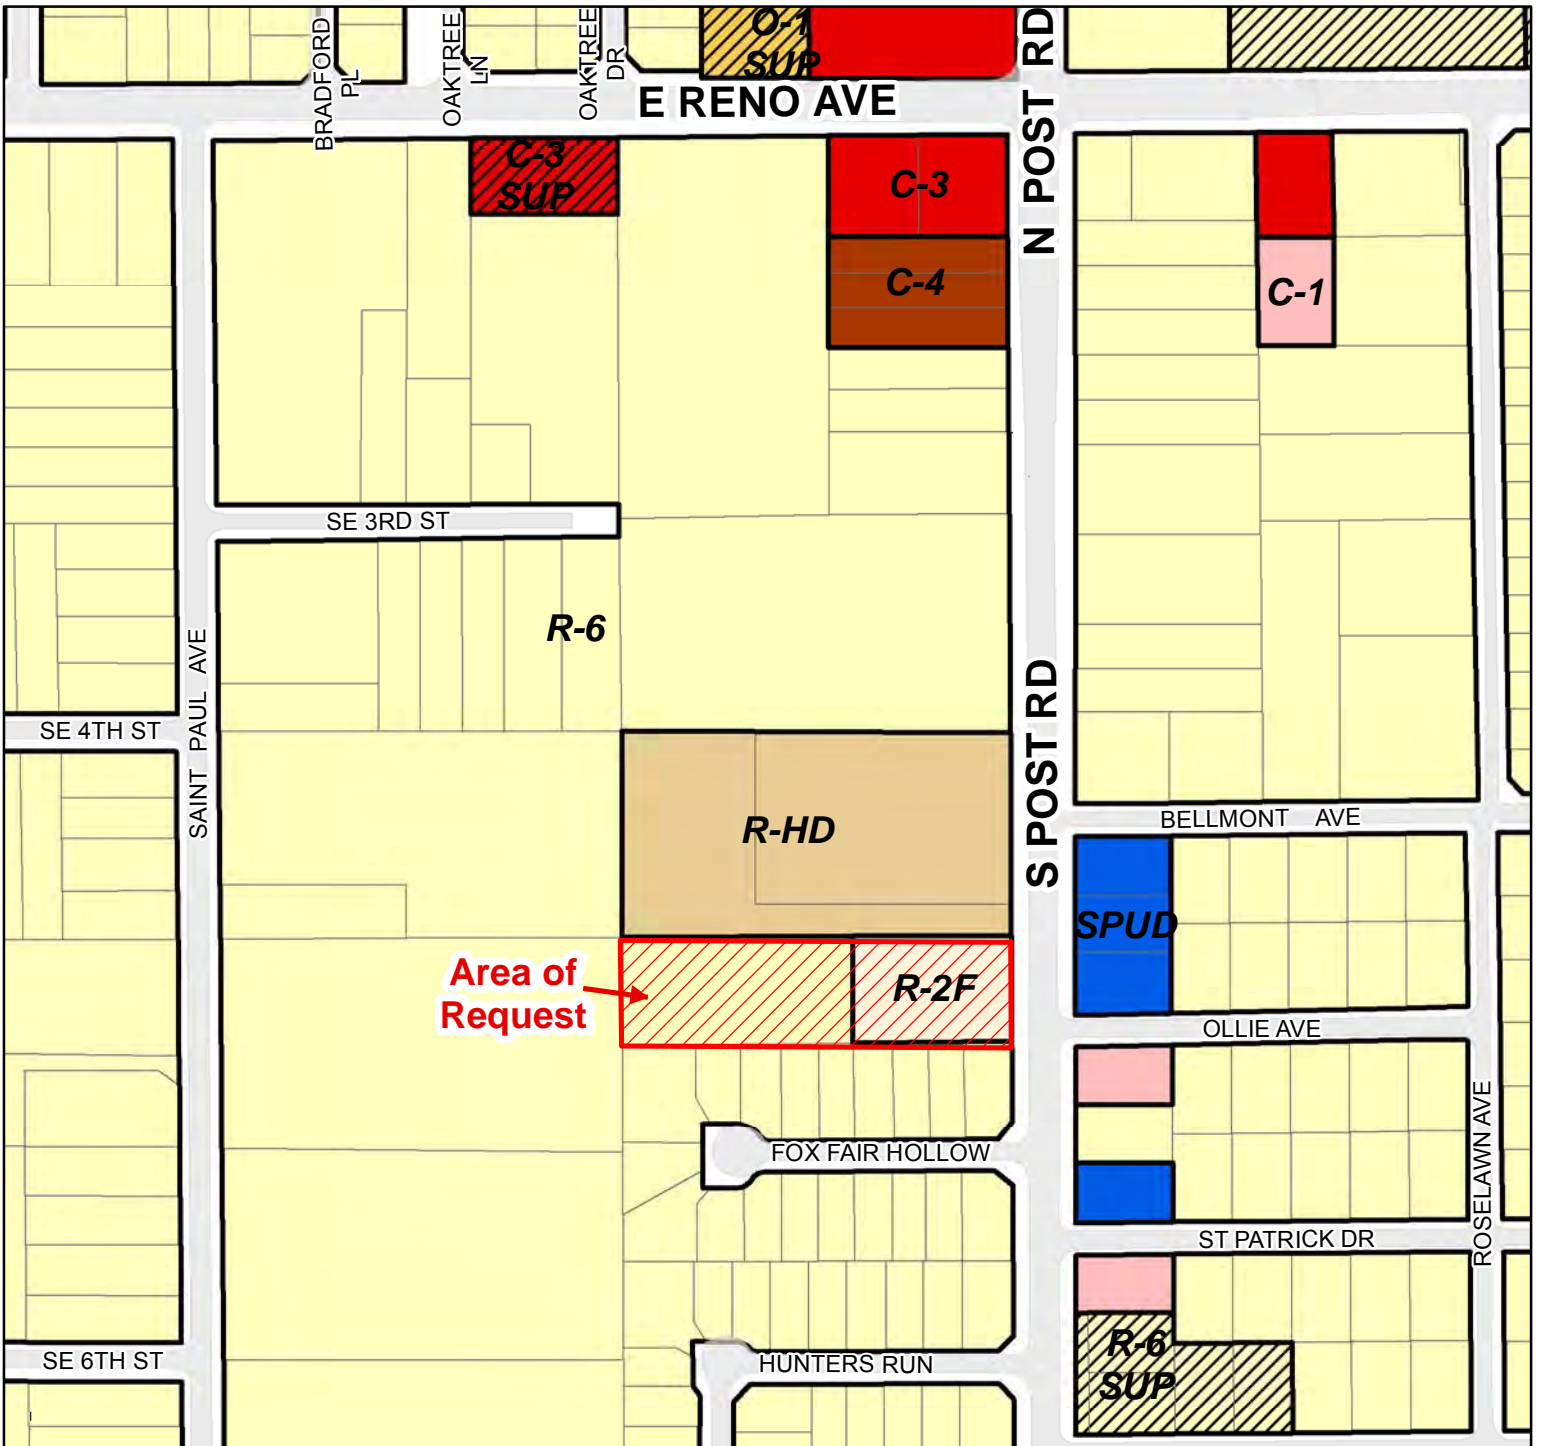 BRADFORD
PL
OAKTREE
LN
OAKTREE
DR
O-1
SUP
E RENO AVE
N POST RD
C-3
SUP
C-3
C-4
C-1
SE 3RD ST
R-6
SAINT PAUL AVE
SE 4TH ST
S POST RD
R-HD
BELLMONT AVE
SPUD
Area of
Request
R-2F
OLLIE AVE
FOX FAIR HOLLOW
ROSELAWN AVE
ST PATRICK DR
R-6
SUP
SE 6TH ST
HUNTERS RUN